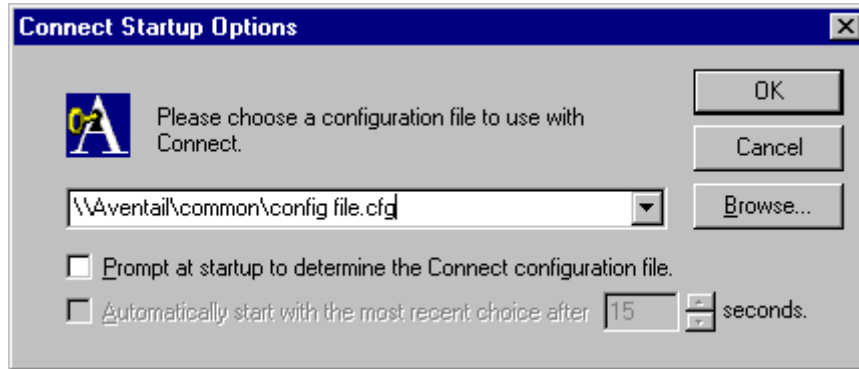 Connect Startup Options
Please choose a configuration file to use with
Connect.
\\Aventail\common\config file.cfg
OK
Cancel
Browse...
Prompt at startup to determine the Connect configuration file.
Automatically start with the most recent choice after 15 seconds.